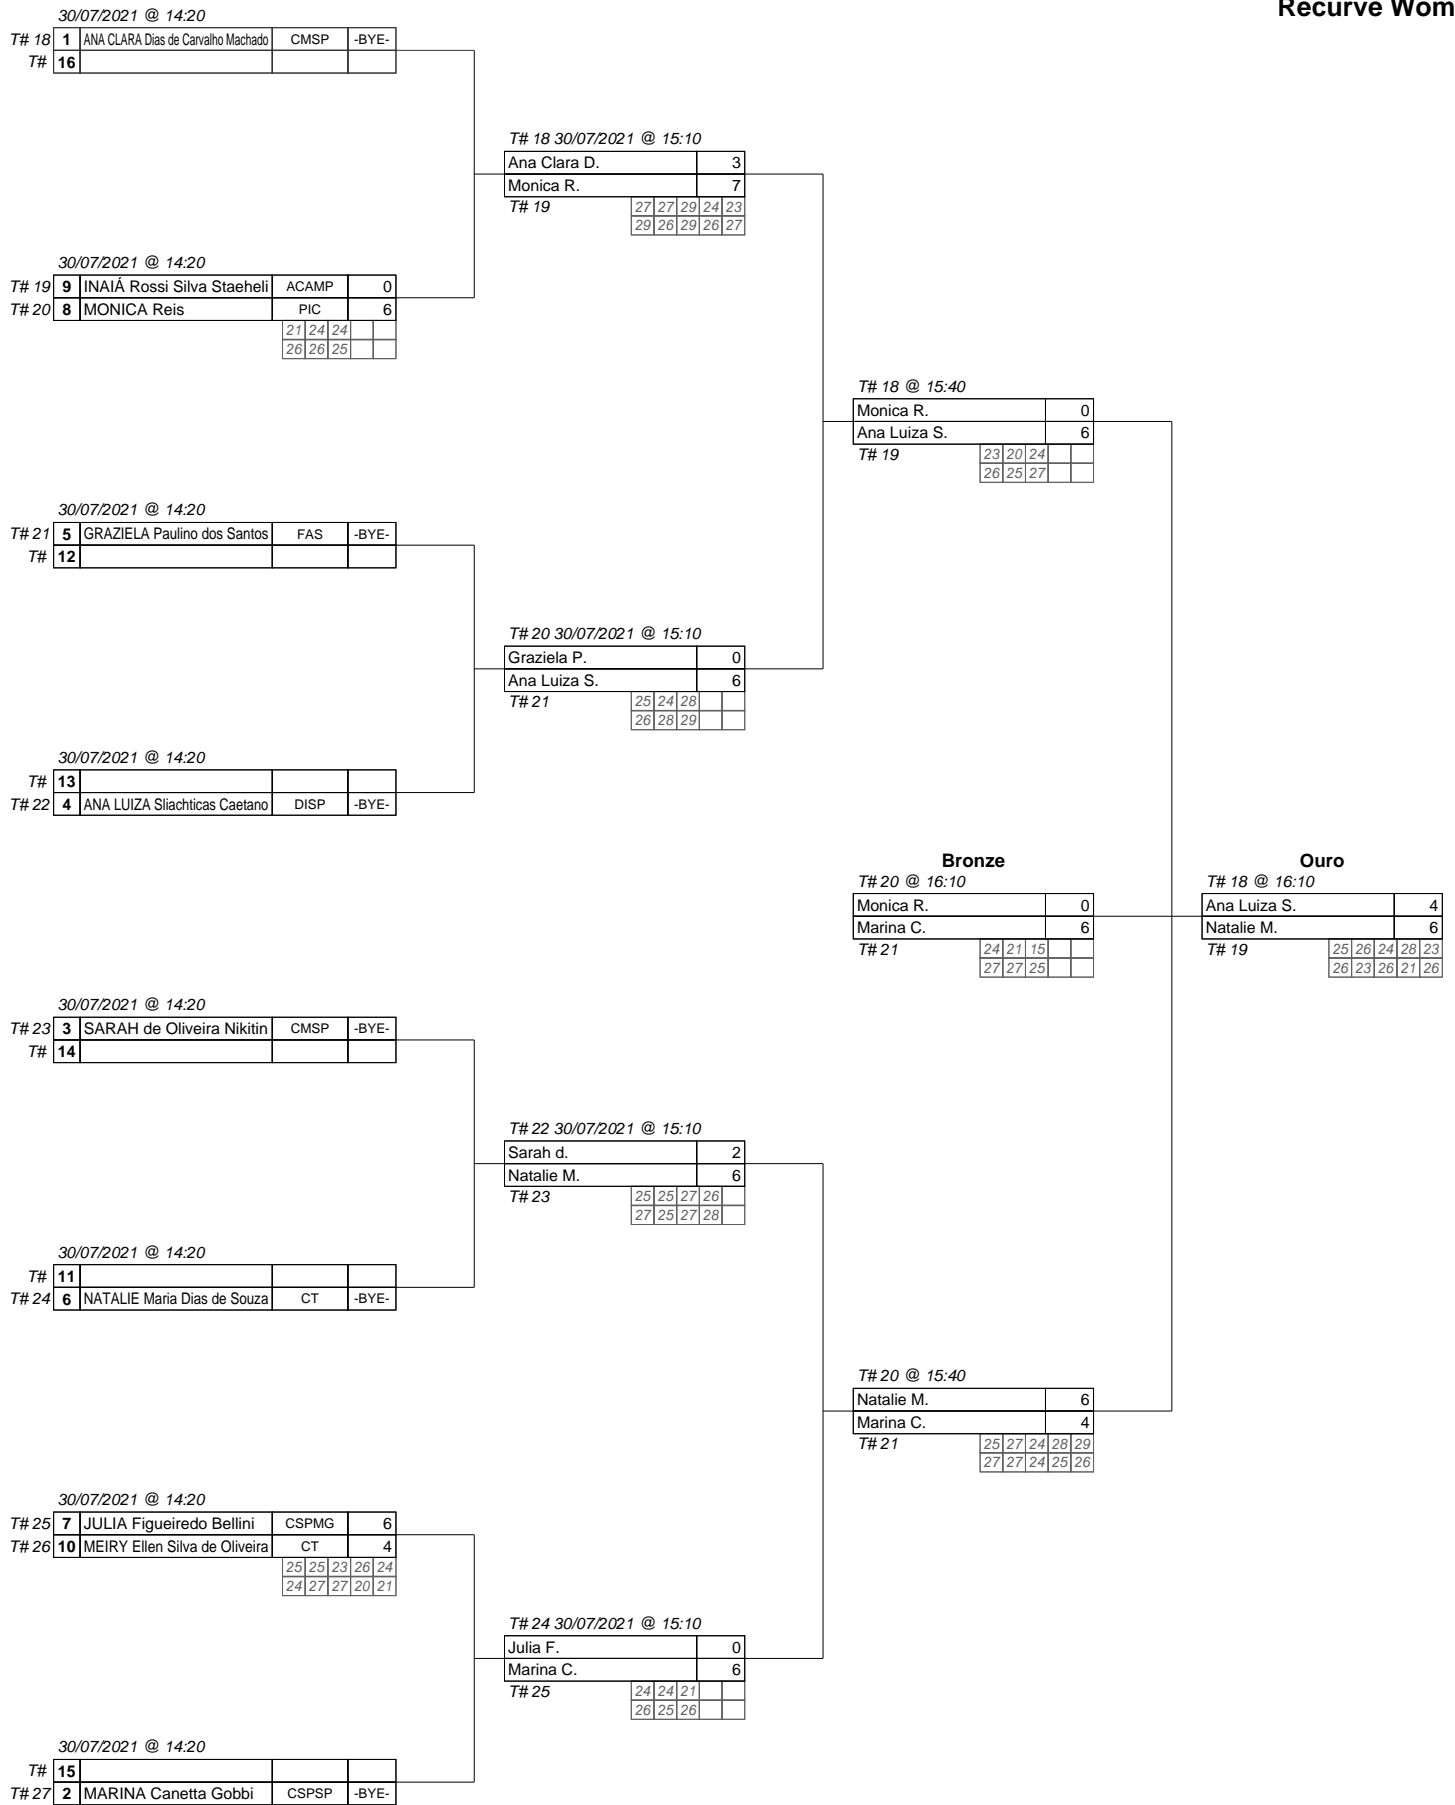 Recurve Wom
30/07/2021 @ 14:20
T# 18 1 ANA CLARA Dias de Carvalho Machado CMSP -BYE-
T# 16
T# 18 30/07/2021 @ 15:10
Ana Clara D. 3
Monica R. 7
T# 19 27 27 29 24 23
29 26 29 26 27
30/07/2021 @ 14:20
T# 19 9 INAIÁ Rossi Silva Staeheli ACAMP 0
T# 20 8 MONICA Reis PIC 6
21 24 24
26 26 25
T# 18 @ 15:40
Monica R. 0
Ana Luiza S. 6
T# 19 23 20 24
26 25 27
30/07/2021 @ 14:20
T# 21 5 GRAZIELA Paulino dos Santos FAS -BYE-
T# 12
T# 20 30/07/2021 @ 15:10
Graziela P. 0
Ana Luiza S. 6
T# 21 25 24 28
26 28 29
30/07/2021 @ 14:20
T# 13
T# 22 4 ANA LUIZA Sliachticas Caetano DISP -BYE-
Bronze Ouro
T# 20 @ 16:10 T# 18 @ 16:10
Monica R. 0 Ana Luiza S. 4
Marina C. 6 Natalie M. 6
T# 21 24 21 15 T# 19 25 26 24 28 23
27 27 25 26 23 26 21 26
30/07/2021 @ 14:20
T# 23 3 SARAH de Oliveira Nikitin CMSP -BYE-
T# 14
T# 22 30/07/2021 @ 15:10
Sarah d. 2
Natalie M. 6
T# 23 25 25 27 26
27 25 27 28
30/07/2021 @ 14:20
T# 11
T# 24 6 NATALIE Maria Dias de Souza CT -BYE-
T# 20 @ 15:40
Natalie M. 6
Marina C. 4
T# 21 25 27 24 28 29
27 27 24 25 26
30/07/2021 @ 14:20
T# 25 7 JULIA Figueiredo Bellini CSPMG 6
T# 26 10 MEIRY Ellen Silva de Oliveira CT 4
25 25 23 26 24
24 27 27 20 21
T# 24 30/07/2021 @ 15:10
Julia F. 0
Marina C. 6
T# 25 24 24 21
26 25 26
30/07/2021 @ 14:20
T# 15
T# 27 2 MARINA Canetta Gobbi CSPSP -BYE-